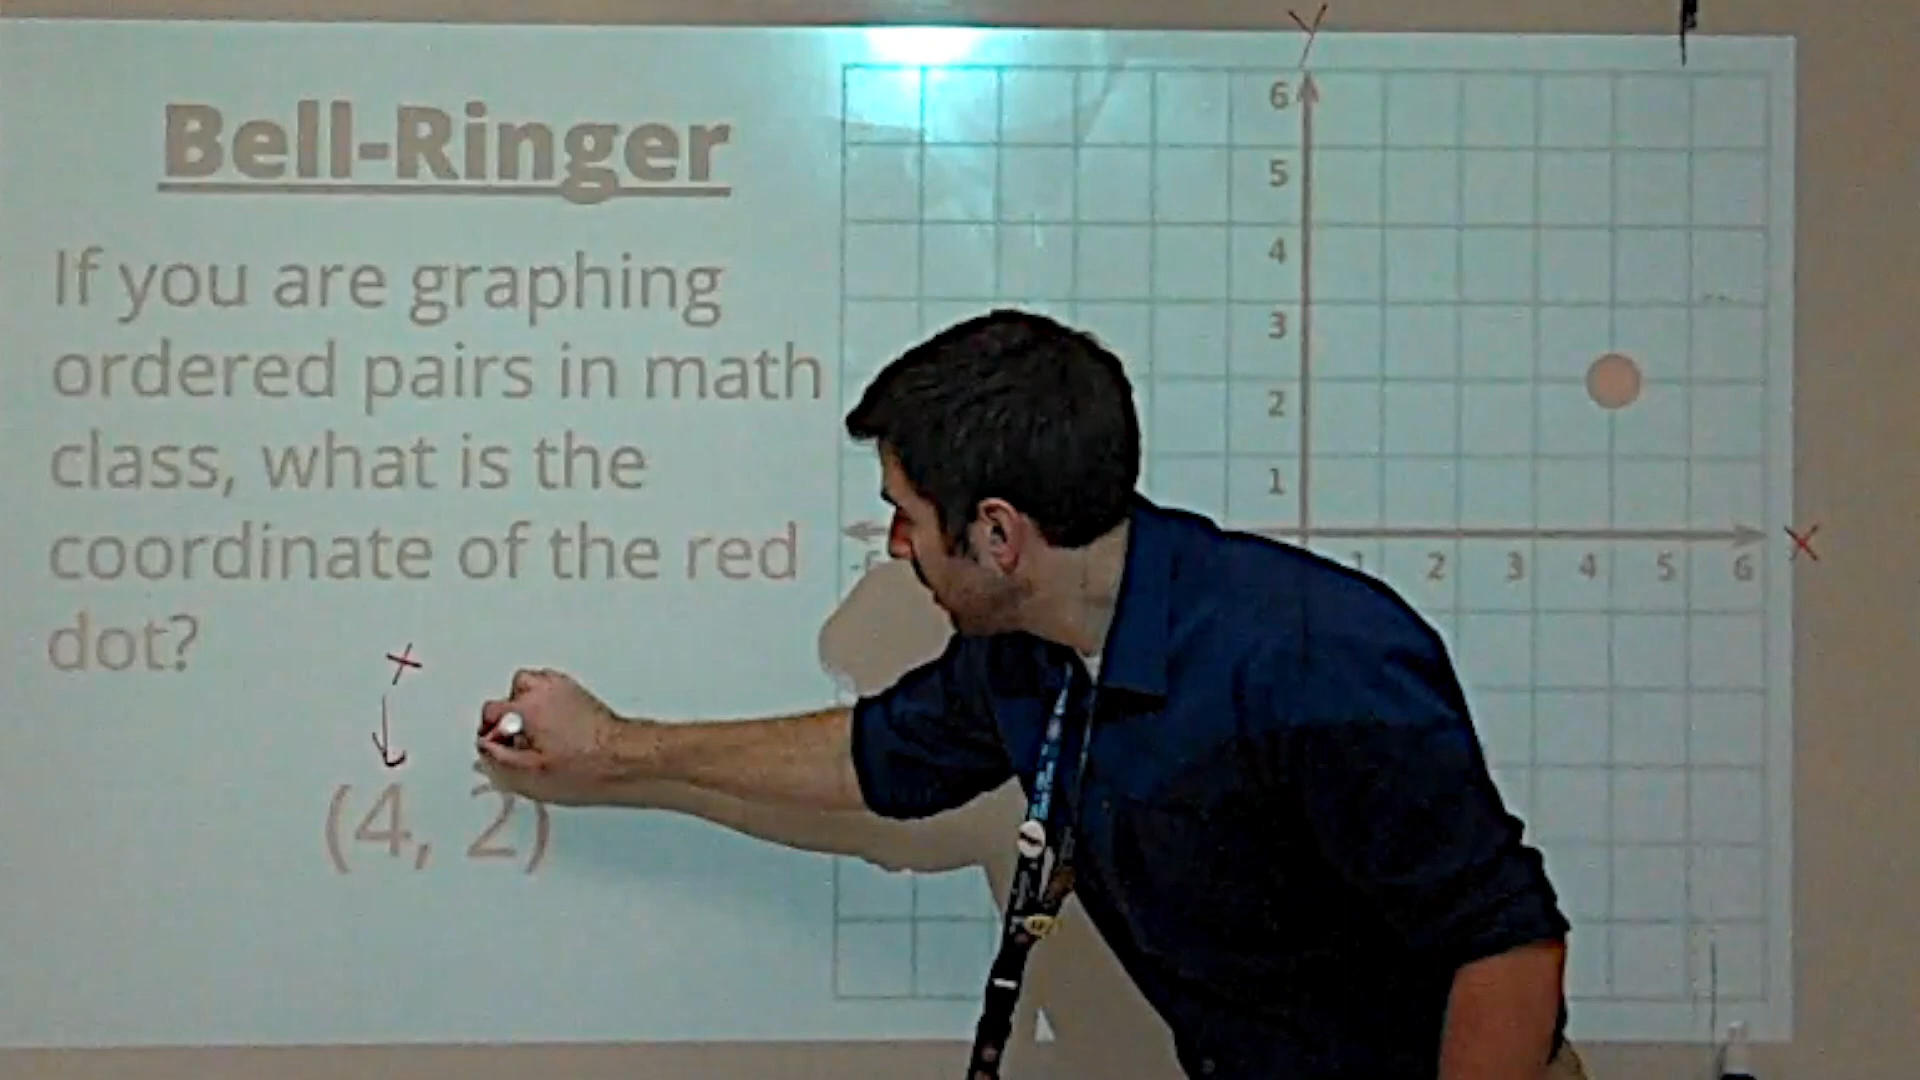 Bell-Ringer
If you are graphing
ordered pairs in math
class, what is the
coordinate of the red
dot?
x
(4, 2)
Y
6
5
4
3
2
1
1 2 3 4 5 6
X